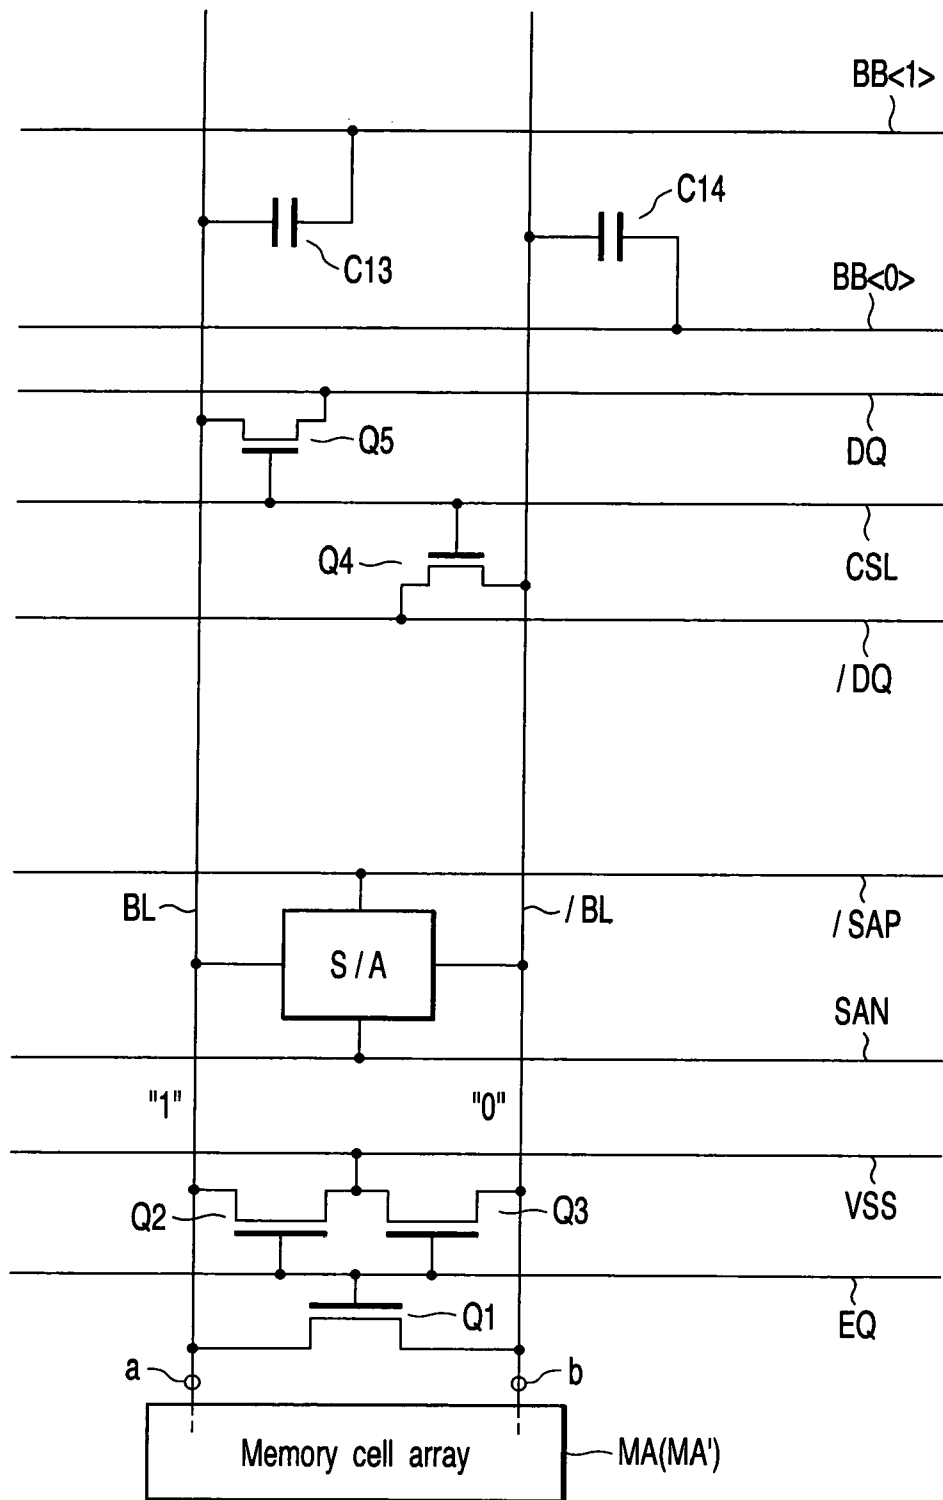 BB<1>
C14
C13
BB<0>
Q5
DQ
Q4
CSL
/DQ
BL
/BL
/SAP
S/A
SAN
"1"
"0"
Q2
Q3
VSS
Q1
EQ
a
b
Memory cell array
MA(MA')